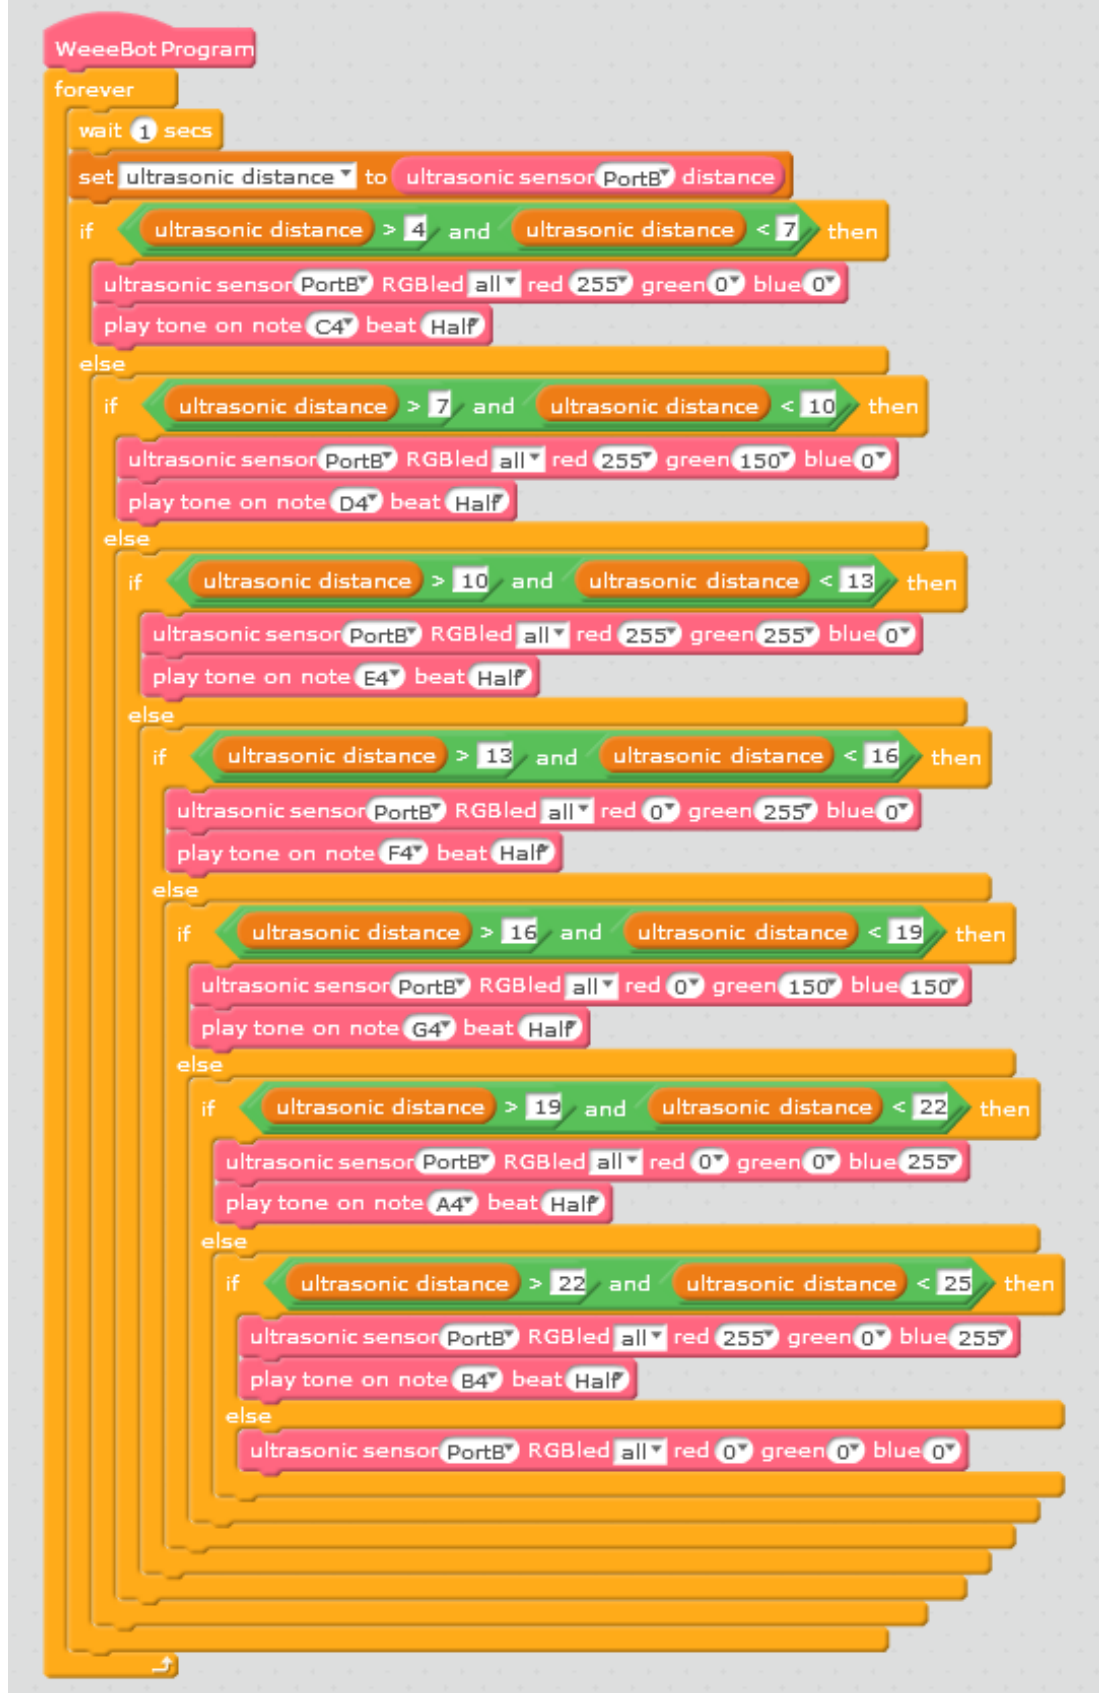 WeeeBot Program
forever
wait 1 secs
set ultrasonic distance to ultrasonic sensor PortB distance
if ultrasonic distance > 4 and ultrasonic distance < 7 then
ultrasonic sensor PortB RGBled all red 255 green 0 blue 0
play tone on note C4 beat Half
else
if ultrasonic distance > 7 and ultrasonic distance < 10 then
ultrasonic sensor PortB RGBled all red 255 green 150 blue 0
play tone on note D4 beat Half
else
if ultrasonic distance > 10 and ultrasonic distance < 13 then
ultrasonic sensor PortB RGBled all red 255 green 255 blue 0
play tone on note E4 beat Half
else
if ultrasonic distance > 13 and ultrasonic distance < 16 then
ultrasonic sensor PortB RGBled all red 0 green 255 blue 0
play tone on note F4 beat Half
else
if ultrasonic distance > 16 and ultrasonic distance < 19 then
ultrasonic sensor PortB RGBled all red 0 green 150 blue 150
play tone on note G4 beat Half
else
if ultrasonic distance > 19 and ultrasonic distance < 22 then
ultrasonic sensor PortB RGBled all red 0 green 0 blue 255
play tone on note A4 beat Half
else
if ultrasonic distance > 22 and ultrasonic distance < 25 then
ultrasonic sensor PortB RGBled all red 255 green 0 blue 255
play tone on note B4 beat Half
else
ultrasonic sensor PortB RGBled all red 0 green 0 blue 0